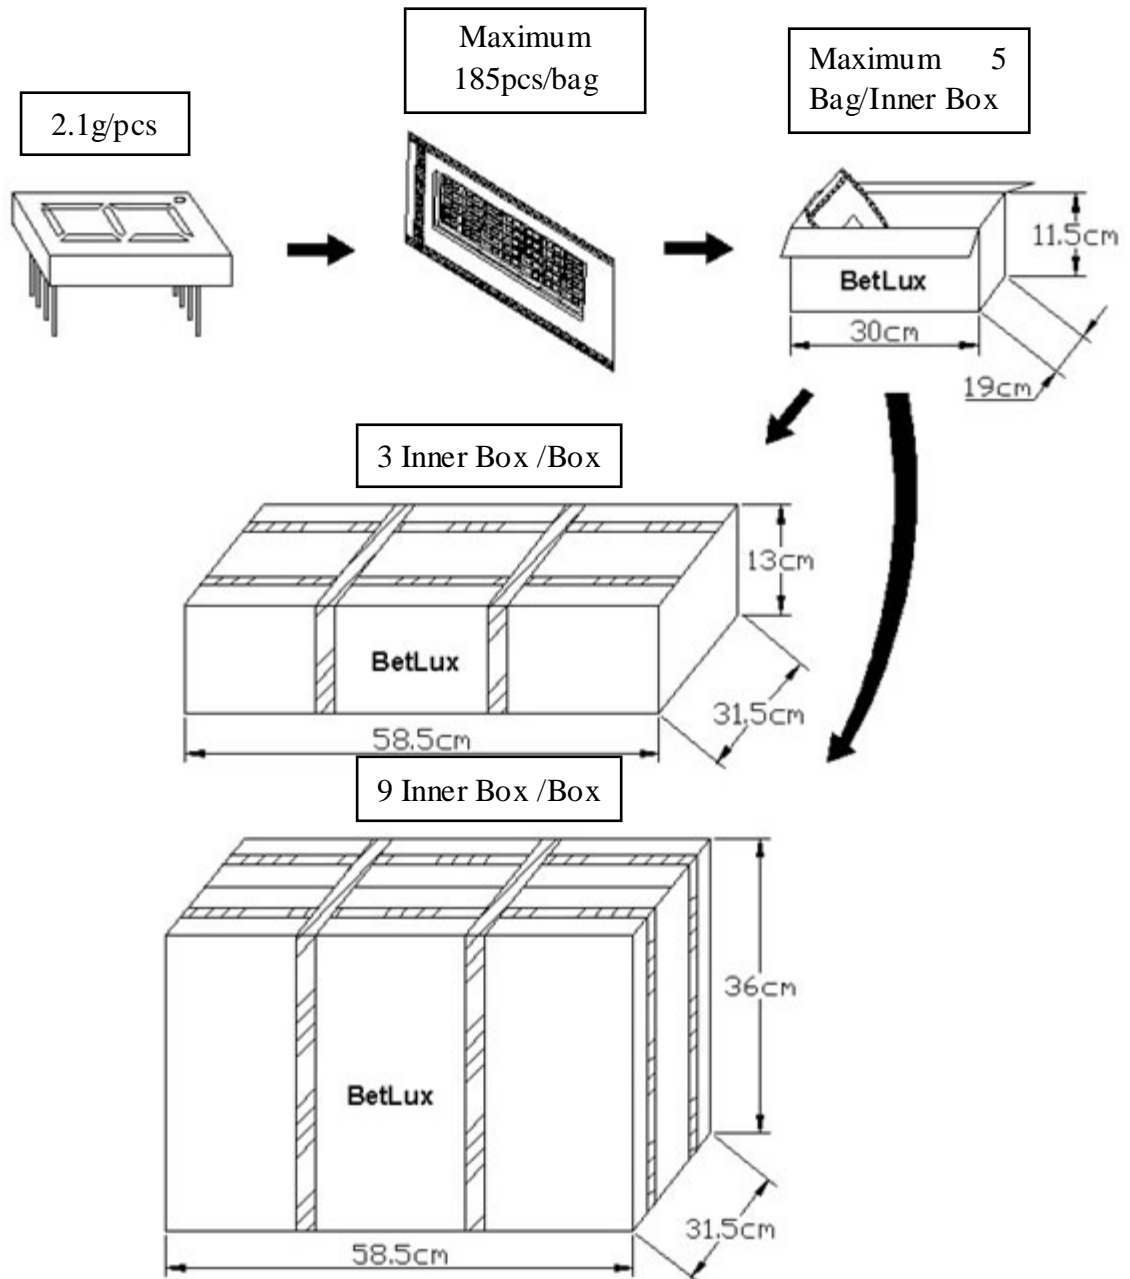 Maximum
185pcs/bag
Maximum 5
Bag/Inner Box
2.1g/pcs
11.5cm
BetLux
30cm
19cm
3 Inner Box /Box
13cm
BetLux
31.5cm
58.5cm
9 Inner Box /Box
36cm
BetLux
31.5cm
58.5cm